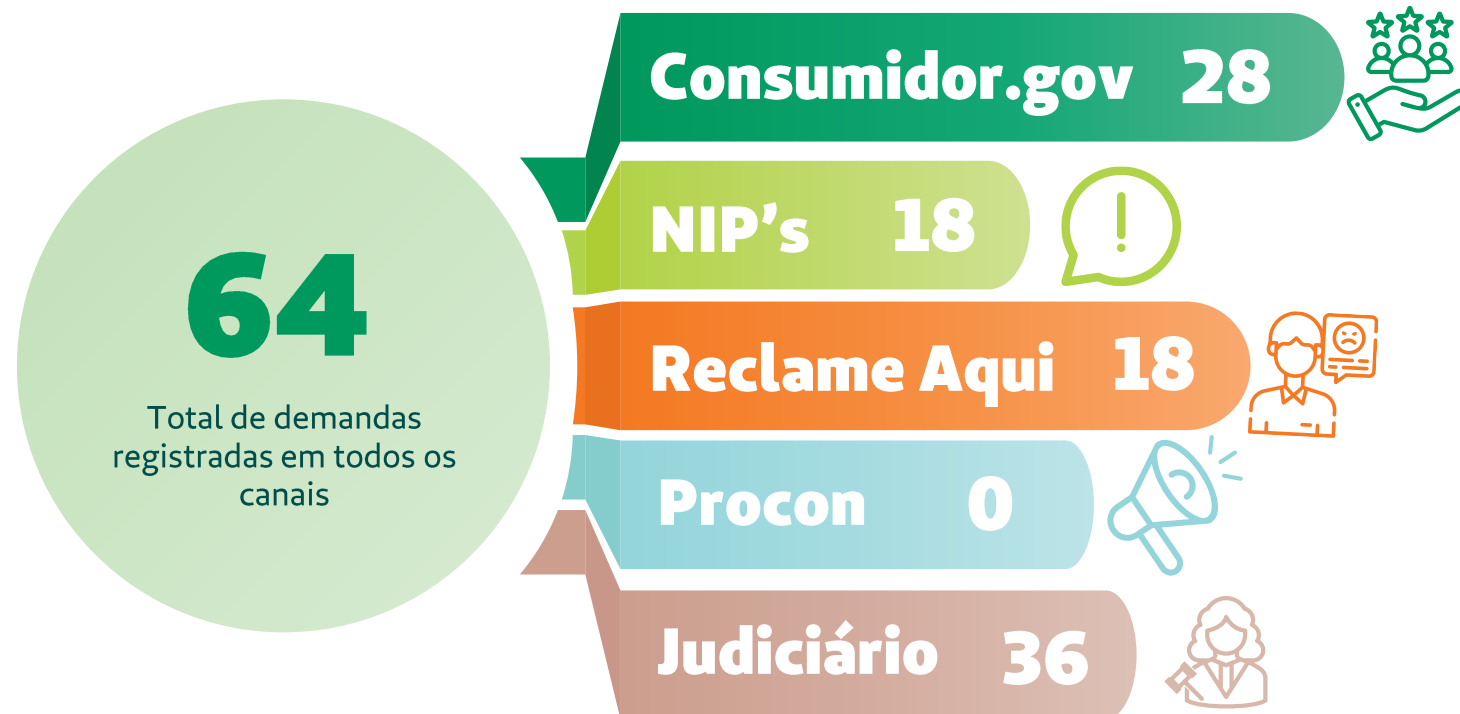 64
Total de demandas
registradas em todos os
canais
Consumidor.gov 28
NIP’s 18
Reclame Aqui 18
Procon 0
Judiciário 36